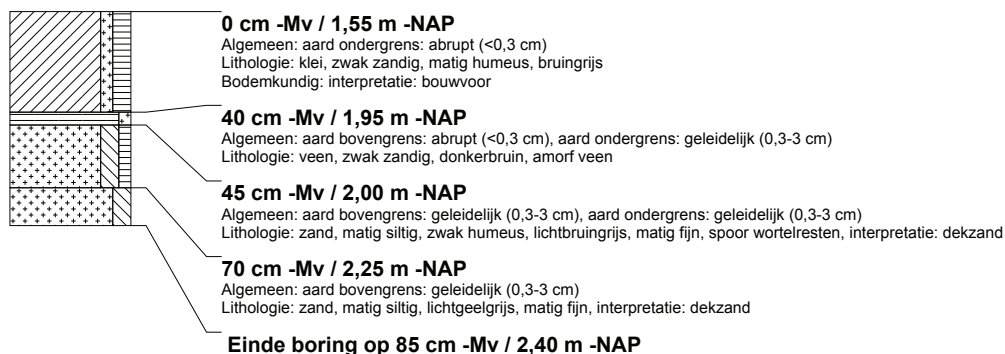 0 cm -Mv / 1,55 m -NAP
Algemeen: aard ondergrens: abrupt (<0,3 cm)
Lithologie: klei, zwak zandig, matig humeus, bruingrijs
Bodemkundig: interpretatie: bouwvoor
40 cm -Mv / 1,95 m -NAP
Algemeen: aard bovengrens: abrupt (<0,3 cm), aard ondergrens: geleidelijk (0,3-3 cm)
Lithologie: veen, zwak zandig, donkerbruin, amorf veen
45 cm -Mv / 2,00 m -NAP
Algemeen: aard bovengrens: geleidelijk (0,3-3 cm), aard ondergrens: geleidelijk (0,3-3 cm)
Lithologie: zand, matig siltig, zwak humeus, lichtbruingrijs, matig fijn, spoor wortelresten, interpretatie: dekzand
70 cm -Mv / 2,25 m -NAP
Algemeen: aard bovengrens: geleidelijk (0,3-3 cm)
Lithologie: zand, matig siltig, lichtgeelgrijs, matig fijn, interpretatie: dekzand
Einde boring op 85 cm -Mv / 2,40 m -NAP